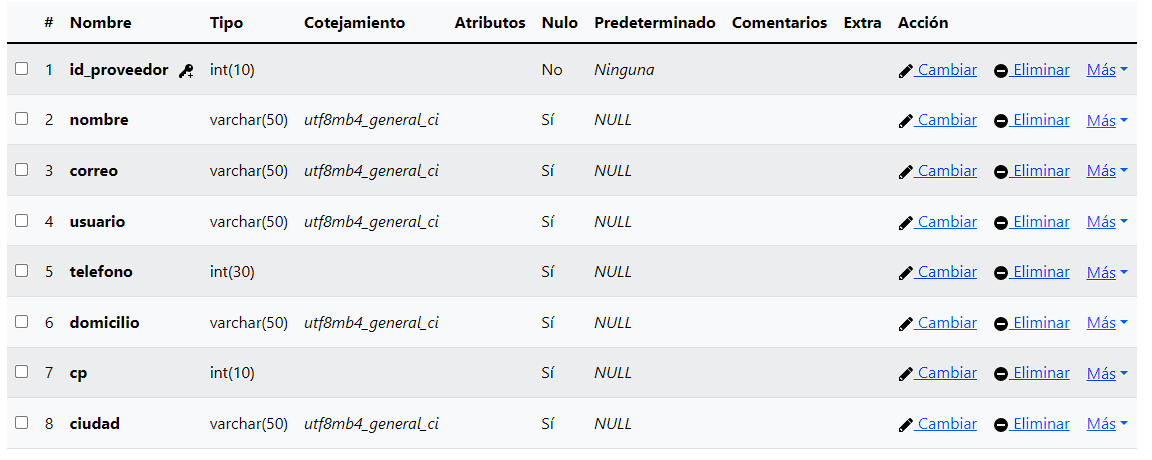 # Nombre Tipo Cotejamiento Atributos Nulo Predeterminado Comentarios Extra Acción
1 id_proveedor int(10) No Ninguna Cambiar Eliminar Más
2 nombre varchar(50) utf8mb4_general_ci Sí NULL Cambiar Eliminar Más
3 correo varchar(50) utf8mb4_general_ci Sí NULL Cambiar Eliminar Más
4 usuario varchar(50) utf8mb4_general_ci Sí NULL Cambiar Eliminar Más
5 telefono int(30) Sí NULL Cambiar Eliminar Más
6 domicilio varchar(50) utf8mb4_general_ci Sí NULL Cambiar Eliminar Más
7 cp int(10) Sí NULL Cambiar Eliminar Más
8 ciudad varchar(50) utf8mb4_general_ci Sí NULL Cambiar Eliminar Más